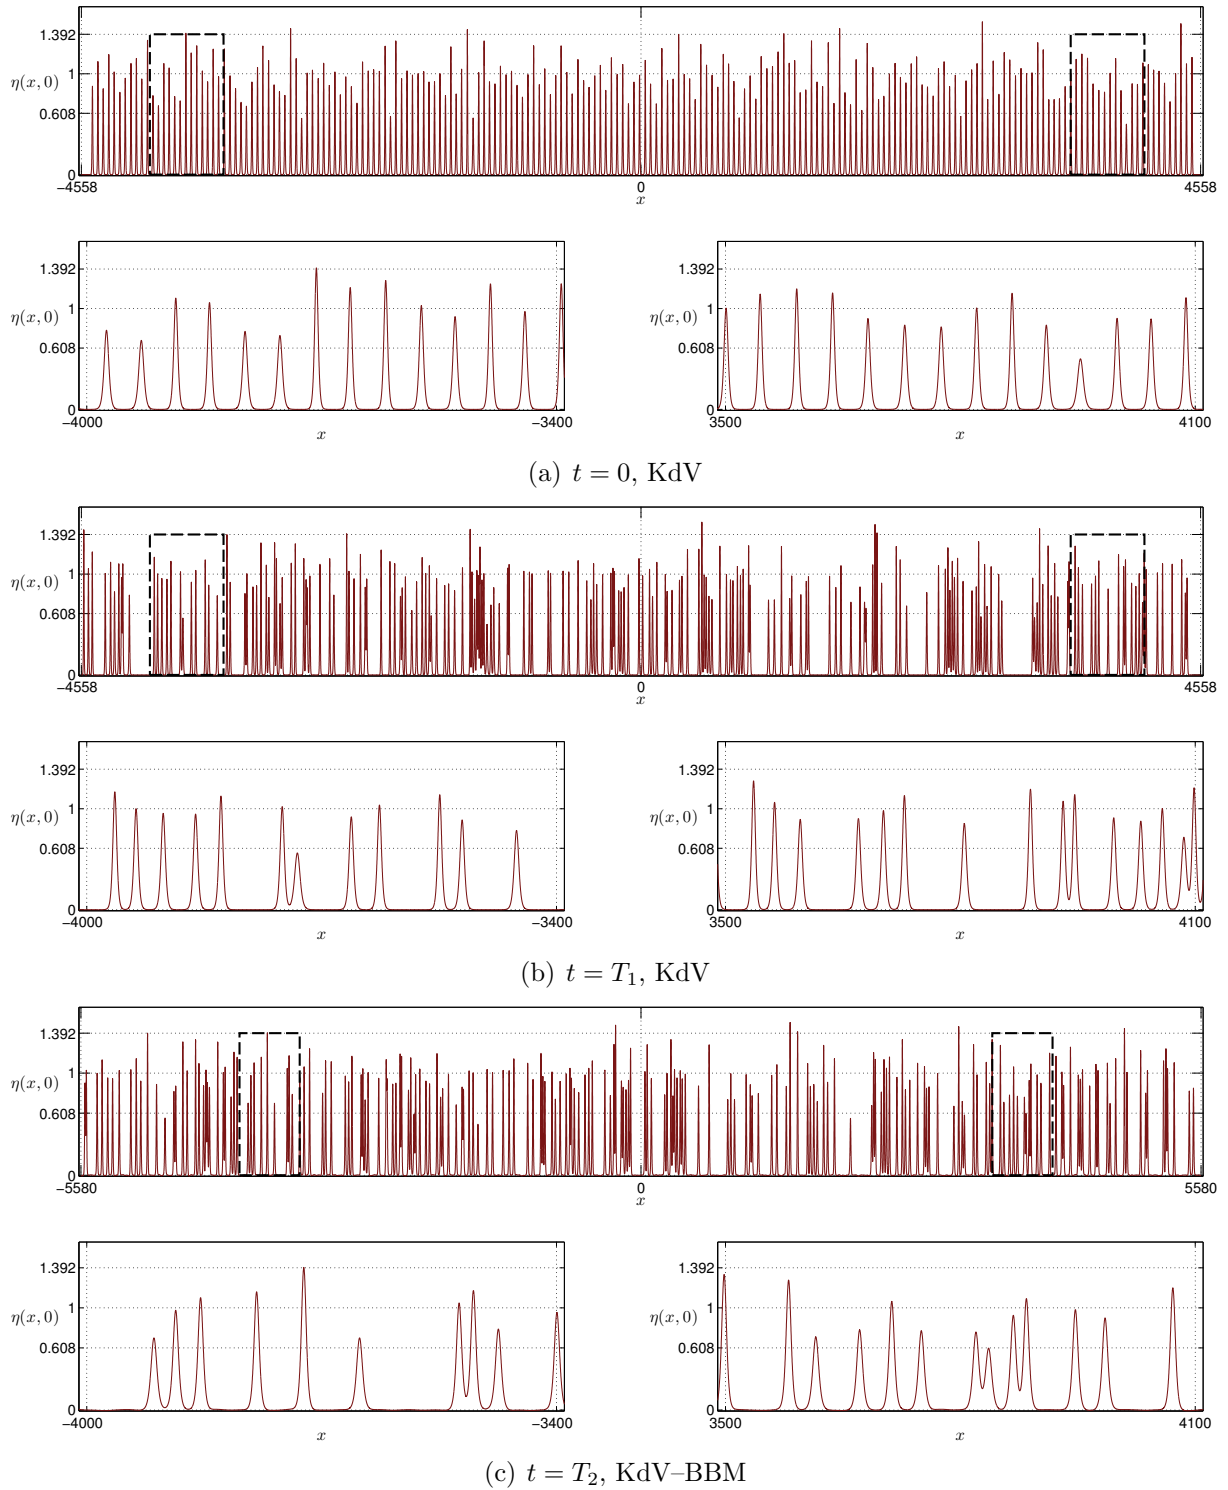 1.392
η(x, 0)
1
0.608
0
−4558
0
4558
x
1.392
η(x, 0)
1
0.608
0
−4000
−3400
x
1.392
η(x, 0)
1
0.608
0
3500
4100
x
(a) t = 0, KdV
1.392
η(x, 0)
1
0.608
0
−4558
0
4558
x
1.392
η(x, 0)
1
0.608
0
−4000
−3400
x
1.392
η(x, 0)
1
0.608
0
3500
4100
x
(b) t = T₁, KdV
1.392
η(x, 0)
1
0.608
0
−5580
0
5580
x
1.392
η(x, 0)
1
0.608
0
−4000
−3400
x
1.392
η(x, 0)
1
0.608
0
3500
4100
x
(c) t = T₂, KdV–BBM